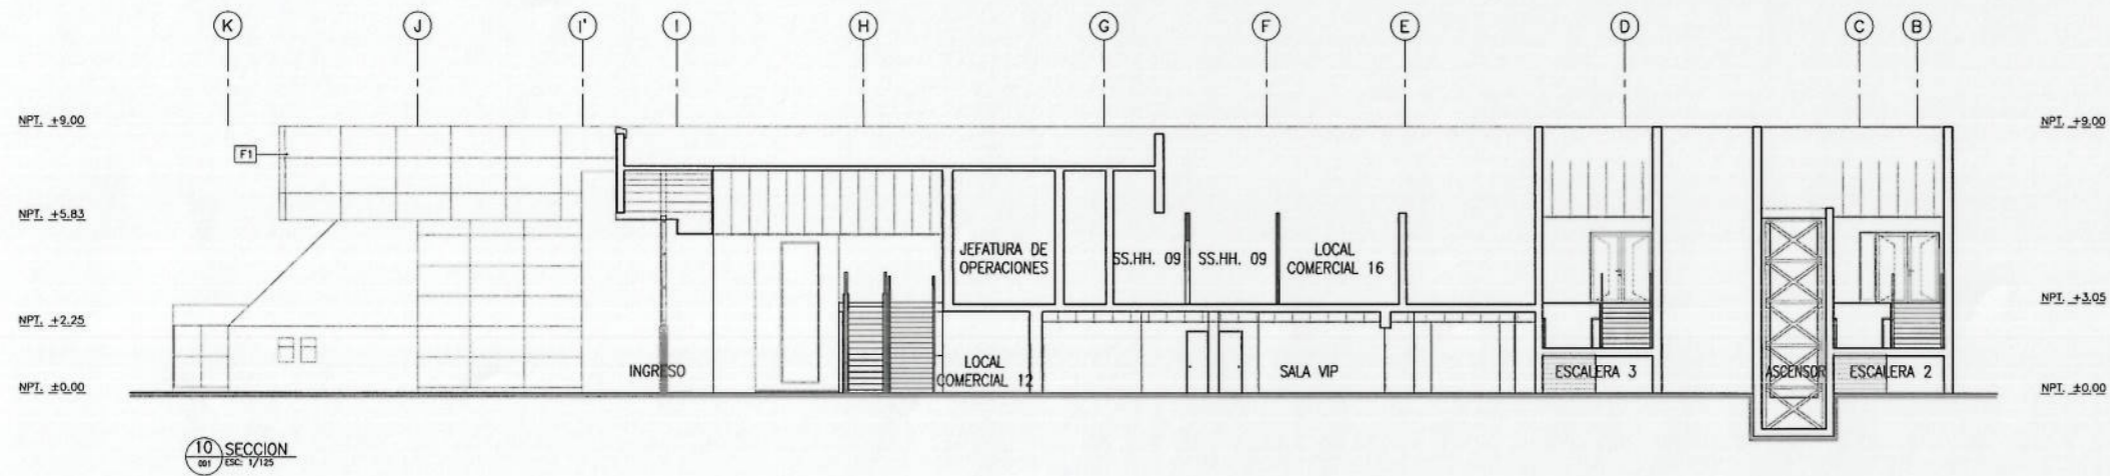 K
J
I'
I
H
G
F
E
D
C
B
NPT. +9.00
NPT. +9.00
F1
NPT. +5.83
JEFATURA DE
OPERACIONES
SS.HH. 09
SS.HH. 09
LOCAL
COMERCIAL 16
NPT. +3.05
NPT. +2.25
INGRESO
LOCAL
COMERCIAL 12
SALA VIP
ESCALERA 3
ASCENSOR
ESCALERA 2
NPT. ±0.00
NPT. ±0.00
10
001
SECCION
ESC: 1/125